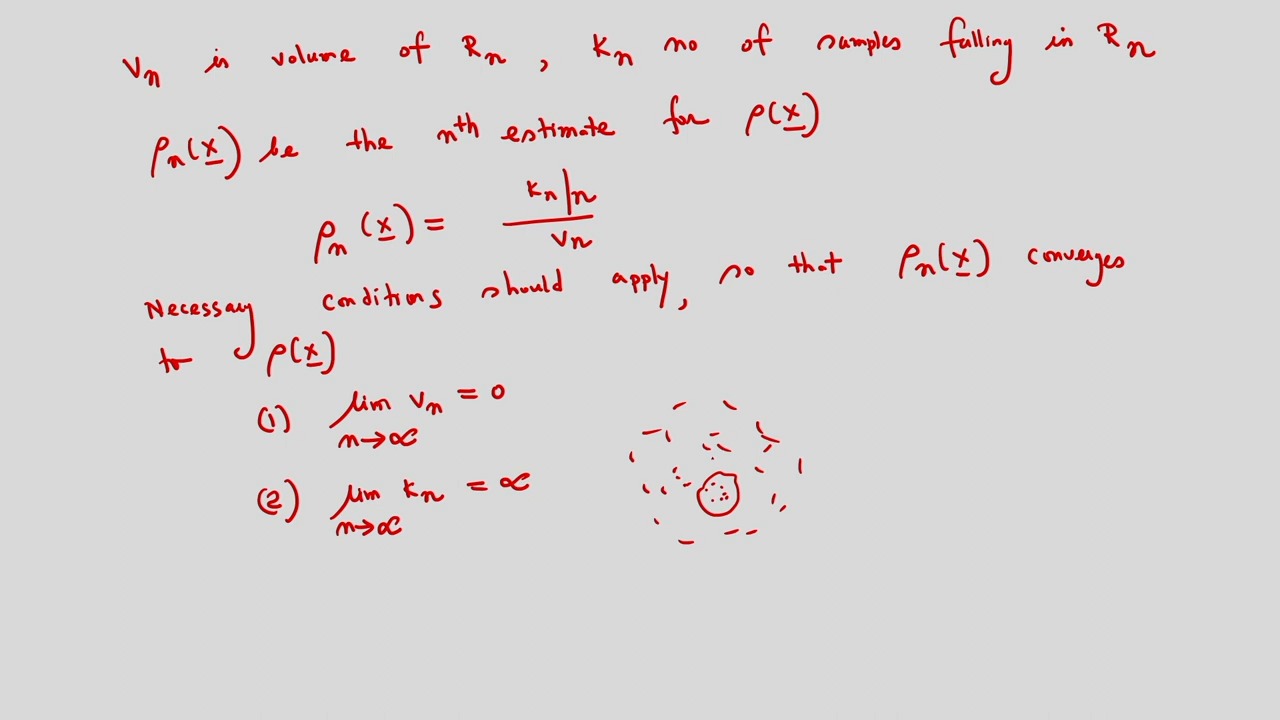 Vn is volume of Rn, Kn no of samples falling in Rn
Pn(x) be the nth estimate for P(x)
Pn(x) = Kn/n / Vn
Necessary conditions should apply, so that Pn(x) converges
to P(x)
(1) lim Vn = 0
n→∞
(2) lim Kn = ∞
n→∞